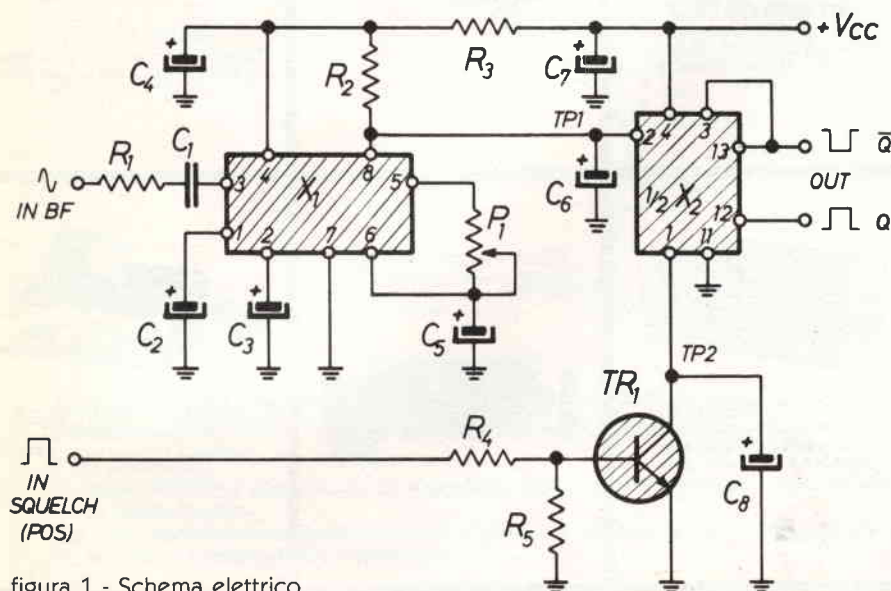 +Vcc
C4
R2
R3
C7
R1
C1
IN BF
3
4
8
5
X1
1
2
7
6
P1
C2
C3
C5
TP1
C6
2
4
3
13
1/2 X2
12
1
11
Q̅
OUT
Q
TP2
TR1
R4
R5
C8
IN
SQUELCH
(POS)
figura 1 - Schema elettrico